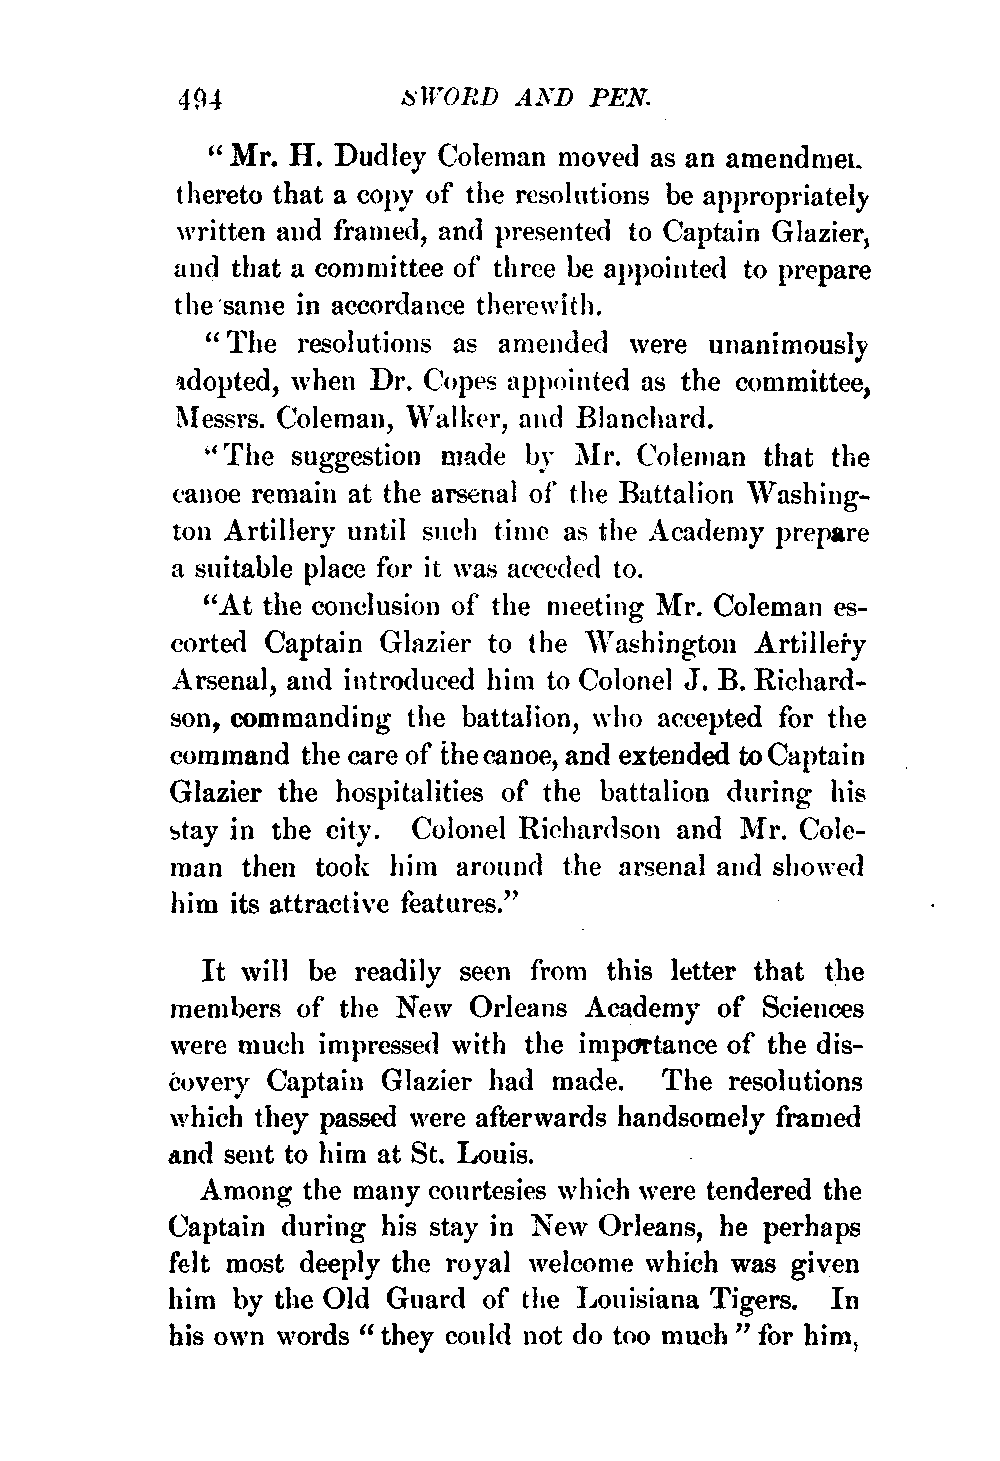 494 SWORD AND PEN.
"Mr. H. Dudley Coleman moved as an amendmet.
thereto that a copy of the resolutions be appropriately
written and framed, and presented to Captain Glazier,
and that a committee of three be appointed to prepare
the same in accordance therewith.
"The resolutions as amended were unanimously
adopted, when Dr. Copes appointed as the committee,
Messrs. Coleman, Walker, and Blanchard.
"The suggestion made by Mr. Coleman that the
canoe remain at the arsenal of the Battalion Washing-
ton Artillery until such time as the Academy prepare
a suitable place for it was acceded to.
"At the conclusion of the meeting Mr. Coleman es-
corted Captain Glazier to the Washington Artillery
Arsenal, and introduced him to Colonel J. B. Richard-
son, commanding the battalion, who accepted for the
command the care of the canoe, and extended to Captain
Glazier the hospitalities of the battalion during his
stay in the city. Colonel Richardson and Mr. Cole-
man then took him around the arsenal and showed
him its attractive features."
It will be readily seen from this letter that the
members of the New Orleans Academy of Sciences
were much impressed with the importance of the dis-
covery Captain Glazier had made. The resolutions
which they passed were afterwards handsomely framed
and sent to him at St. Louis.
Among the many courtesies which were tendered the
Captain during his stay in New Orleans, he perhaps
felt most deeply the royal welcome which was given
him by the Old Guard of the Louisiana Tigers. In
his own words "they could not do too much" for him,